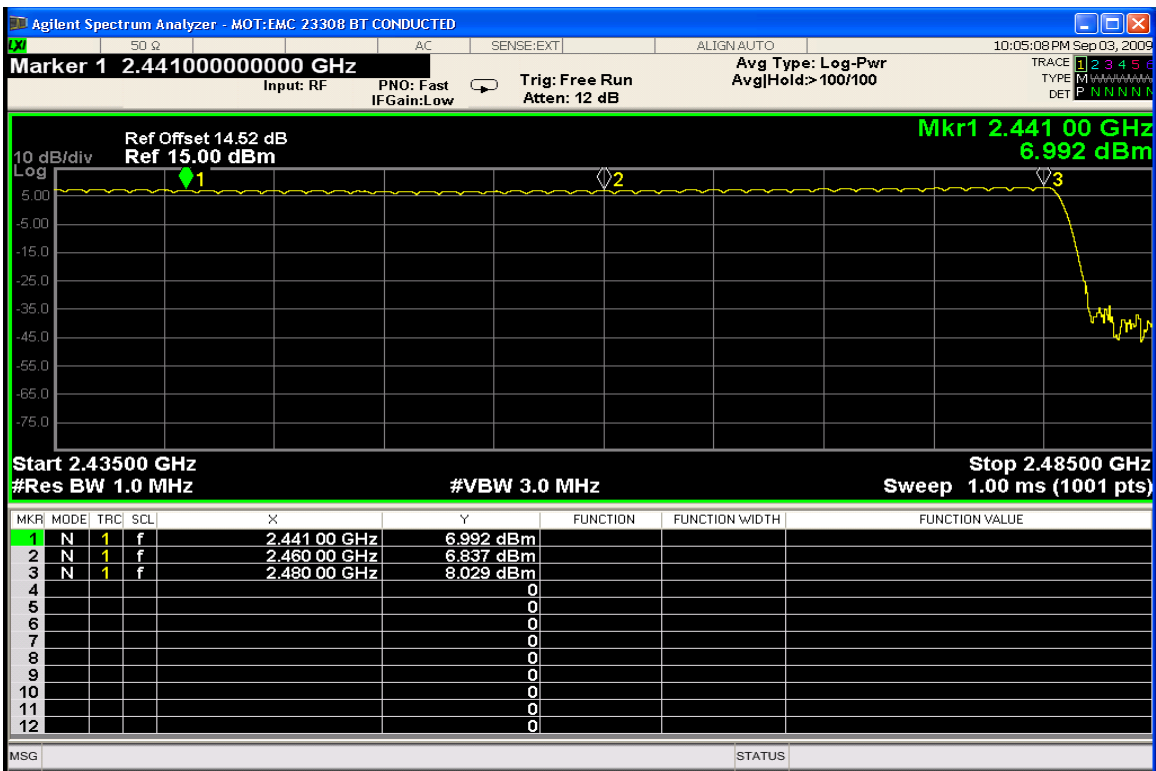 Agilent Spectrum Analyzer - MOT:EMC 23308 BT CONDUCTED
LXI 50 Ω AC SENSE:EXT ALIGN AUTO 10:05:08 PM Sep 03, 2009
Marker 1 2.441000000000 GHz
Input: RF
PNO: Fast
IFGain:Low
Trig: Free Run
Atten: 12 dB
Avg Type: Log-Pwr
Avg|Hold:>100/100
TRACE 1 2 3 4 5 6
TYPE M
DET P N N N N N
Mkr1 2.441 00 GHz
6.992 dBm
Ref Offset 14.52 dB
10 dB/div Ref 15.00 dBm
Log
1
2
3
5.00
-5.00
-15.0
-25.0
-35.0
-45.0
-55.0
-65.0
-75.0
Start 2.43500 GHz Stop 2.48500 GHz
#Res BW 1.0 MHz #VBW 3.0 MHz Sweep 1.00 ms (1001 pts)
MKR MODE TRC SCL X Y FUNCTION FUNCTION WIDTH FUNCTION VALUE
1 N 1 f 2.441 00 GHz 6.992 dBm
2 N 1 f 2.460 00 GHz 6.837 dBm
3 N 1 f 2.480 00 GHz 8.029 dBm
4 0
5 0
6 0
7 0
8 0
9 0
10 0
11 0
12 0
MSG STATUS